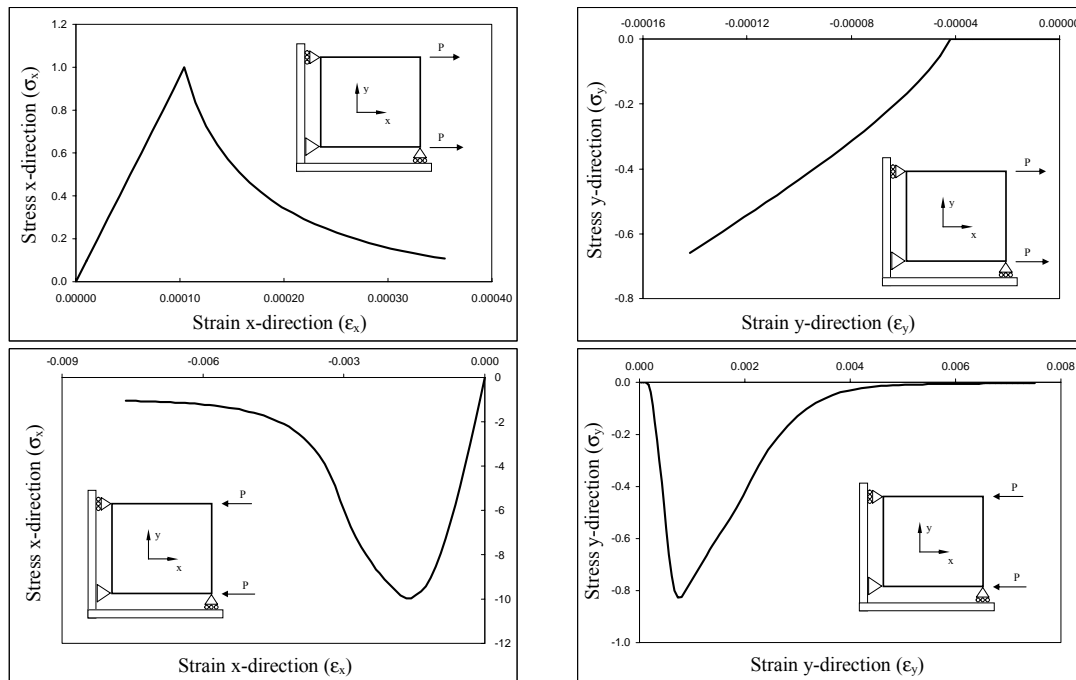 Stress x-direction (σx)
1.2
1.0
0.8
0.6
0.4
0.2
0.0
0.00000 0.00010 0.00020 0.00030 0.00040
Strain x-direction (εx)
P
y
x
P
-0.00016 -0.00012 -0.00008 -0.00004 0.00000
Stress y-direction (σy)
0.0
-0.2
-0.4
-0.6
-0.8
P
y
x
P
Strain y-direction (εy)
-0.009 -0.006 -0.003 0.000
Stress x-direction (σx)
0
-2
-4
-6
-8
-10
-12
P
y
x
P
Strain x-direction (εx)
0.000 0.002 0.004 0.006 0.008
Stress y-direction (σy)
0.0
-0.2
-0.4
-0.6
-0.8
-1.0
P
y
x
P
Strain y-direction (εy)